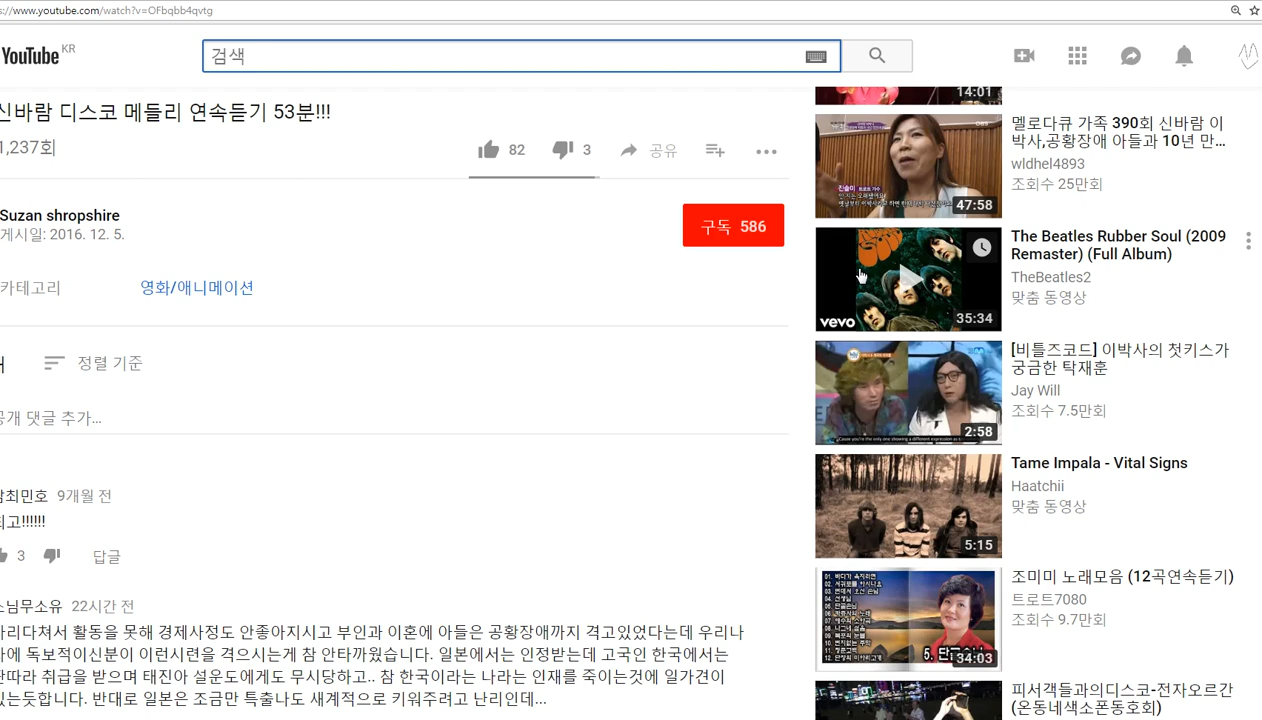 s://www.youtube.com/watch?v=OFbqbb4qvtg
YouTube KR
검색
신바람 디스코 메들리 연속듣기 53분!!!
1,237회
82
3
공유
Suzan shropshire
게시일: 2016. 12. 5.
구독 586
카테고리
영화/애니메이션
정렬 기준
공개 댓글 추가...
최민호 9개월 전
최고!!!!!!
3
답글
손님무소유 22시간 전
다리다쳐서 활동을 못해 경제사정도 안좋아지시고 부인과 이혼에 아들은 공황장애까지 격고있었다는데 우리나
라에 독보적이신분이 이런시련을 격으시는게 참 안타까웠습니다. 일본에서는 인정받는데 고국인 한국에서는
딴따라 취급을 받으며 태진아 설운도에게도 무시당하고.. 참 한국이라는 나라는 인재를 죽이는것에 일가견이
있는듯합니다. 반대로 일본은 소금만 특출나도 새계적으로 키워주려고 난리인데...
14:01
진솔미 트로트 가수
47:58
멜로다큐 가족 390회 신바람 이
박사,공황장애 아들과 10년 만...
wldhel4893
조회수 25만회
vevo
35:34
The Beatles Rubber Soul (2009
Remaster) (Full Album)
TheBeatles2
맞춤 동영상
2:58
[비틀즈코드] 이박사의 첫키스가
궁금한 탁재훈
Jay Will
조회수 7.5만회
5:15
Tame Impala - Vital Signs
Haatchii
맞춤 동영상
34:03
조미미 노래모음 (12곡연속듣기)
트로트7080
조회수 9.7만회
피서객들과의디스코-전자오르간
(온동네색소폰동호회)